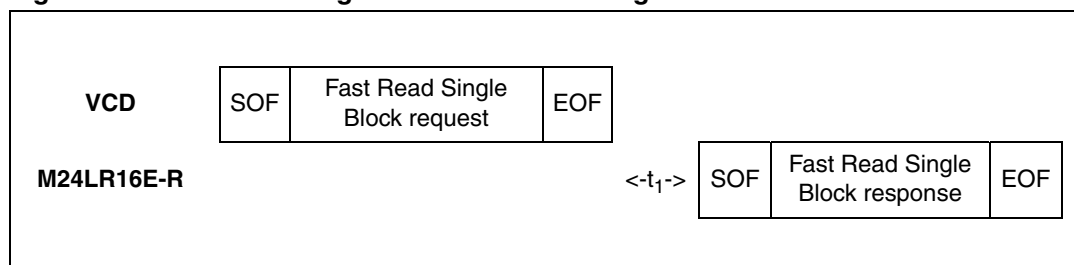 VCD SOF Fast Read Single Block request EOF
M24LR16E-R <-t1-> SOF Fast Read Single Block response EOF